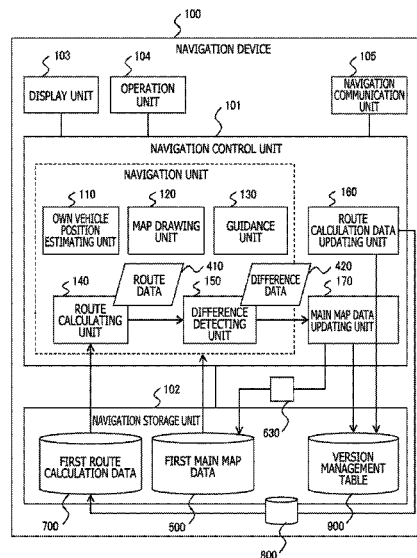 100
NAVIGATION DEVICE
103
104
105
DISPLAY UNIT
OPERATION
UNIT
NAVIGATION
COMMUNICATION
UNIT
101
NAVIGATION CONTROL UNIT
NAVIGATION UNIT
110
120
130
160
OWN VEHICLE
POSITION
ESTIMATING UNIT
MAP DRAWING
UNIT
GUIDANCE
UNIT
ROUTE
CALCULATION DATA
UPDATING UNIT
410
420
ROUTE
DATA
DIFFERENCE
DATA
140
150
170
ROUTE
CALCULATING
UNIT
DIFFERENCE
DETECTING
UNIT
MAIN MAP DATA
UPDATING UNIT
102
630
NAVIGATION STORAGE UNIT
FIRST ROUTE
CALCULATION DATA
FIRST MAIN MAP
DATA
VERSION
MANAGEMENT
TABLE
700
500
800
900